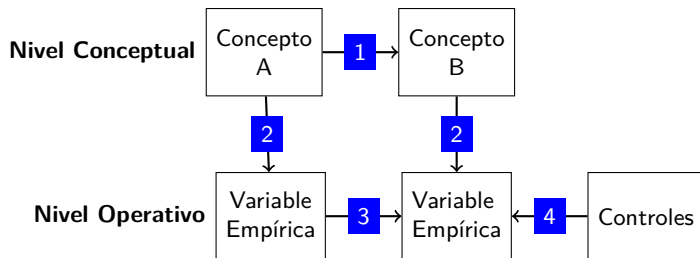 Nivel Conceptual
Concepto
A
1
Concepto
B
2
2
Nivel Operativo
Variable
Empírica
3
Variable
Empírica
4
Controles